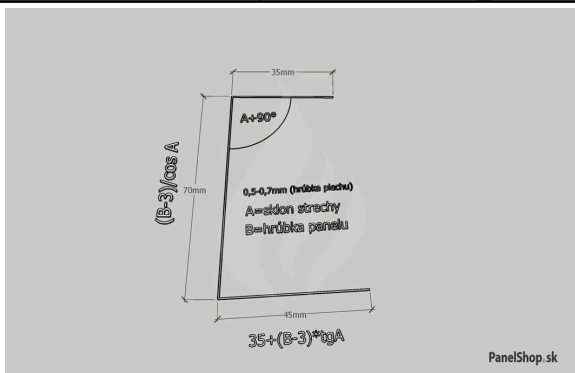 35mm
A+90°
(B-3)/cos A
70mm
0,5-0,7mm (hrúbka plechu)
A=sklon strechy
B=hrúbka panelu
45mm
35+(B-3)*tgA
PanelShop.sk